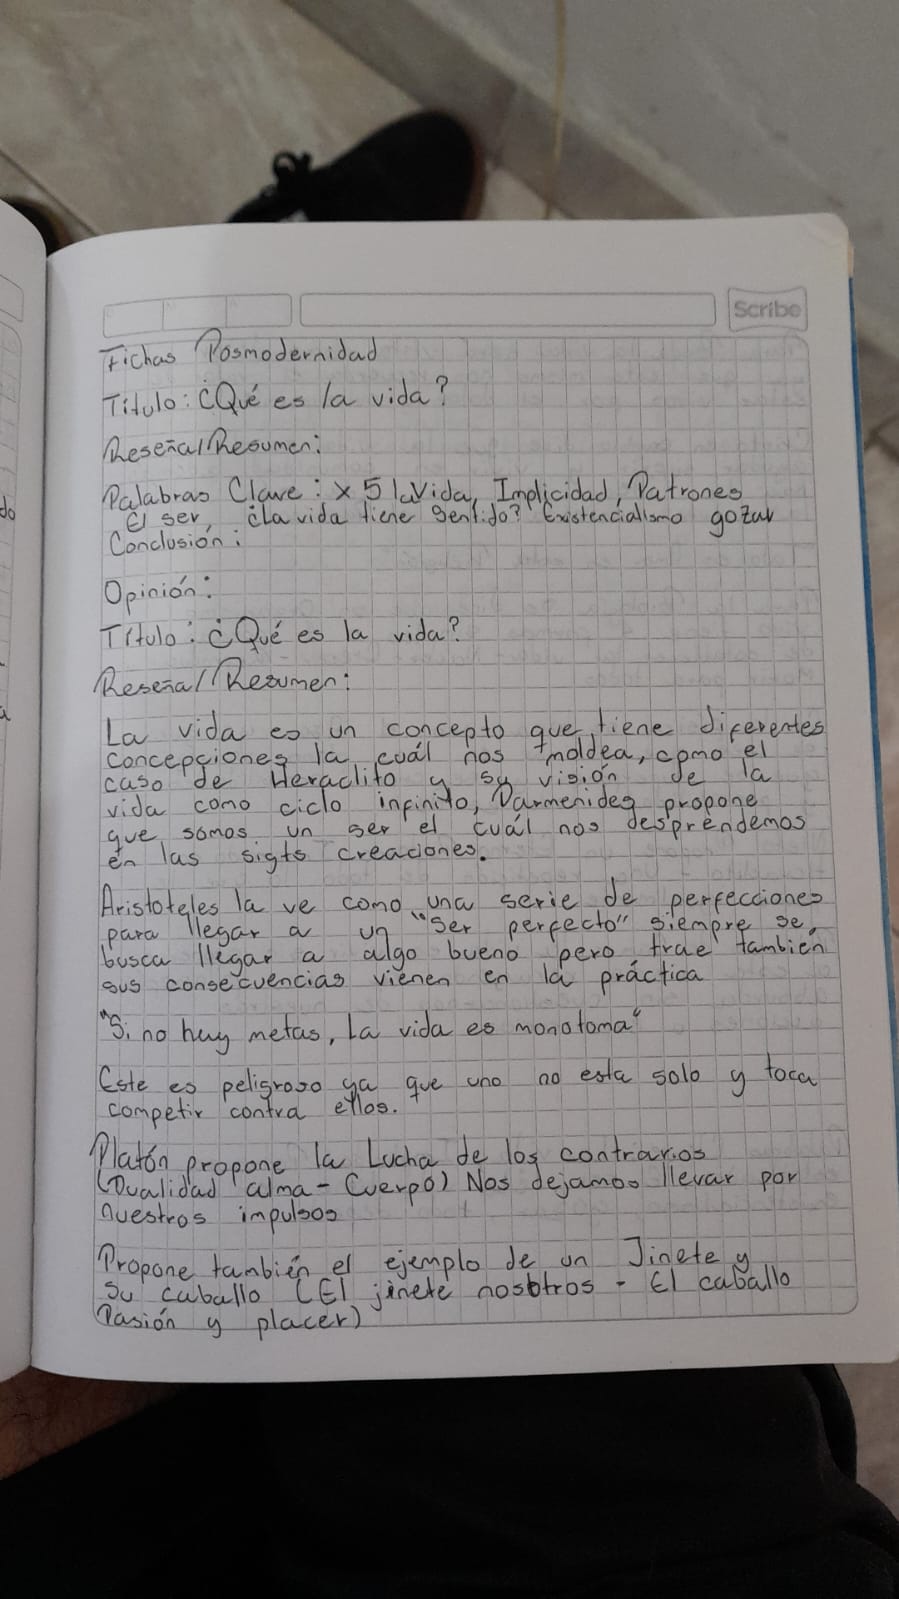 Scribe
Fichas Posmodernidad
Título: ¿Qué es la vida?
Reseña/Resumen:
Palabras Clave: x 5 la Vida, Implicidad, Patrones
El ser, ¿la vida tiene sentido? Existencialismo gozar
Conclusión:
Opinión:
Título: ¿Qué es la vida?
Reseña/Resumen:
La vida es un concepto que tiene diferentes
concepciones la cuál nos moldea, como el
caso de Heraclito y su visión de la
vida como ciclo infinito, Parmenides propone
que somos un ser el cuál nos desprendemos
en las sigts creaciones.
Aristoteles la ve como una serie de perfecciones
para llegar a un "Ser perfecto" siempre se
busca llegar a algo bueno pero trae también
sus consecuencias vienen en la práctica
"Si no hay metas, La vida es monotoma"
Este es peligroso ya que uno no esta solo y toca
competir contra ellos.
Platón propone la Lucha de los contrarios
(Dualidad alma - Cuerpo) Nos dejamos llevar por
nuestros impulsos
Propone también el ejemplo de un Jinete y
Su caballo (El jinete nosotros - El caballo
Pasión y placer)
do
a